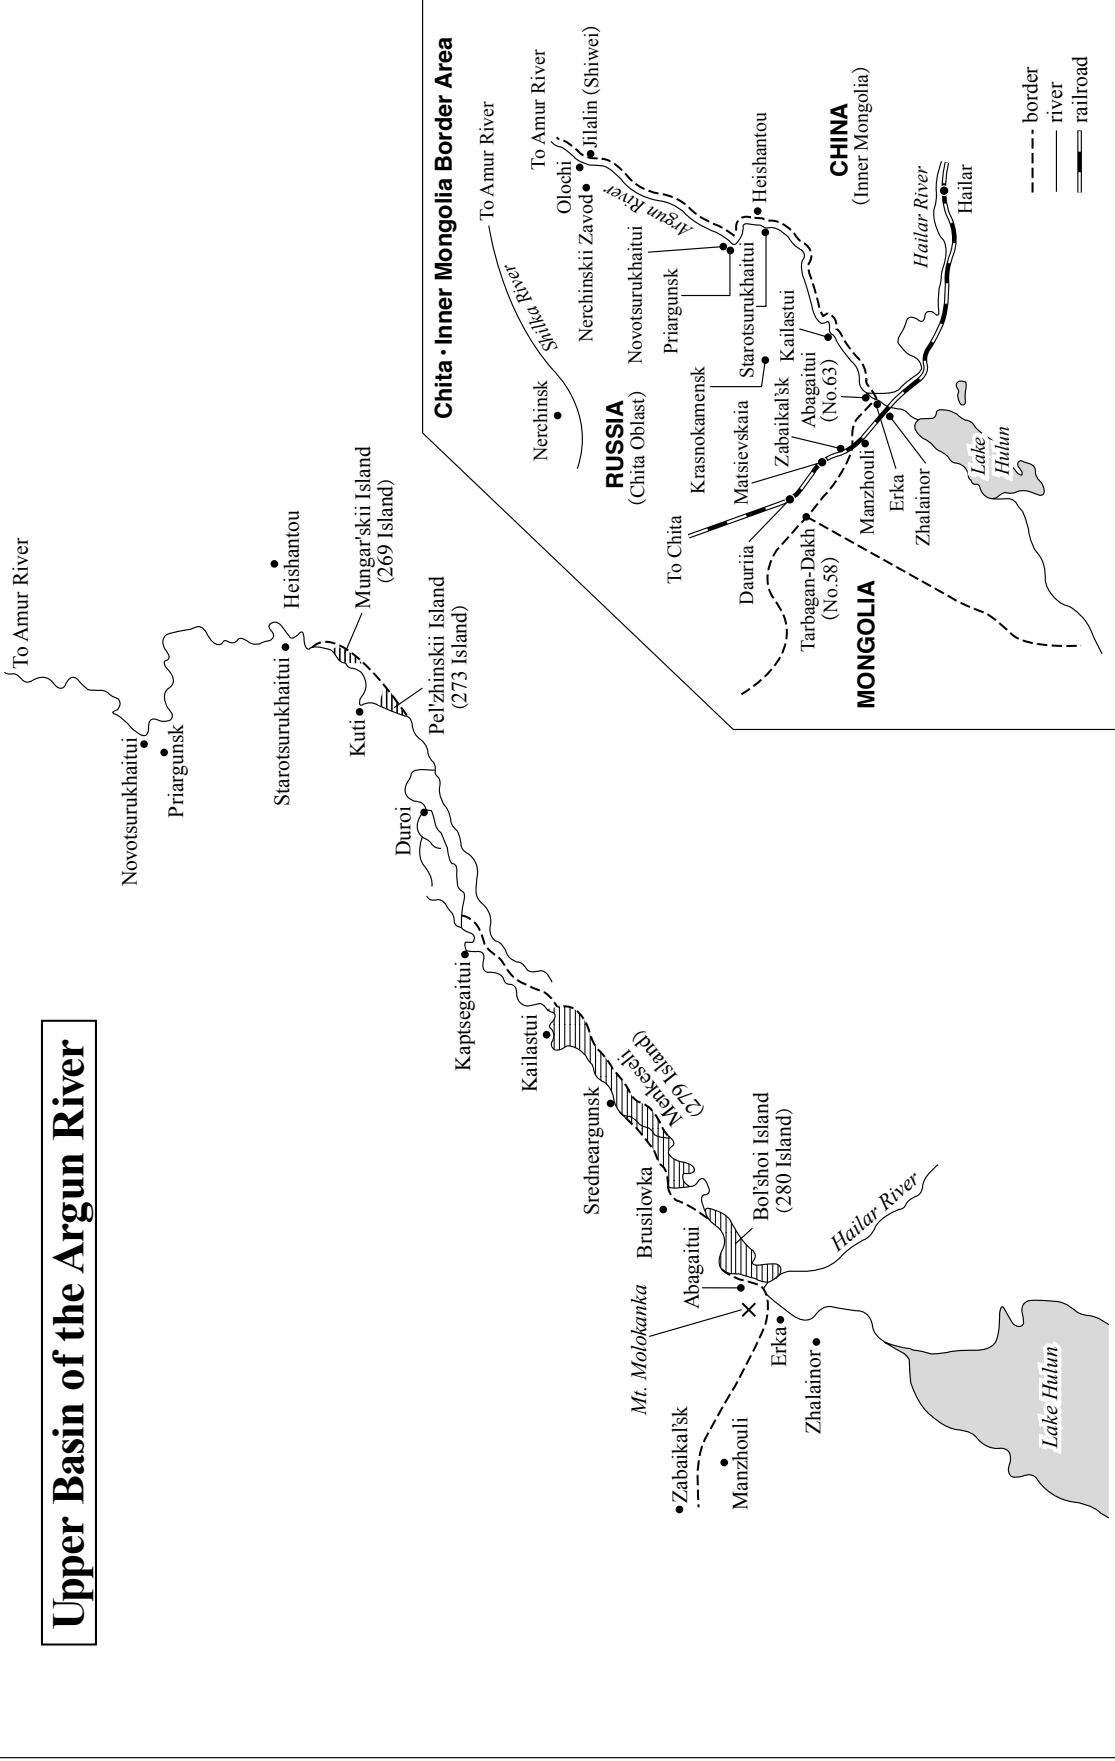 Upper Basin of the Argun River
To Amur River
Novotsurukhaitui
Priargunsk
Heishantou
Starotsurukhaitui
Mungar'skii Island
(269 Island)
Kuti
Pel'zhinskii Island
(273 Island)
Duroi
Kaptsegaitui
Kailastui
Sredneargunsk
Menkeseli
(279 Island)
Brusilovka
Bol'shoi Island
(280 Island)
Abagaitui
Hailar River
Mt. Molokanka
Erka
Zhalainor
Zabaikal'sk
Manzhouli
Lake Hulun
Chita・Inner Mongolia Border Area
To Amur River
Shilka River
Nerchinsk
To Amur River
Jilalin (Shiwei)
Olochi
Nerchinskii Zavod
Argun River
Novotsurukhaitui
Priargunsk
Heishantou
Starotsurukhaitui
RUSSIA
(Chita Oblast)
Krasnokamensk
Kailastui
CHINA
(Inner Mongolia)
Matsievskaia
Zabaikal'sk
Abagaitui
(No.63)
Hailar River
Hailar
To Chita
Dauriia
Manzhouli
Erka
Zhalainor
Lake
Hulun
Tarbagan-Dakh
(No.58)
MONGOLIA
border
river
railroad